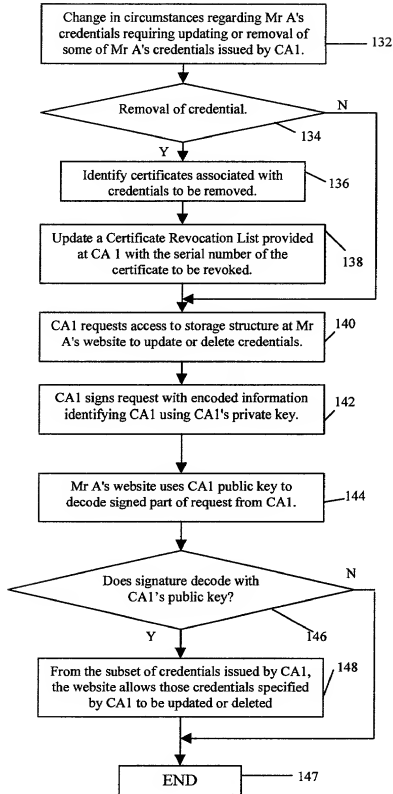 Change in circumstances regarding Mr A's
credentials requiring updating or removal of
some of Mr A's credentials issued by CA1.
132
Removal of credential.
N
134
Y
Identify certificates associated with
credentials to be removed.
136
Update a Certificate Revocation List provided
at CA 1 with the serial number of the
certificate to be revoked.
138
CA1 requests access to storage structure at Mr
A's website to update or delete credentials.
140
CA1 signs request with encoded information
identifying CA1 using CA1's private key.
142
Mr A's website uses CA1 public key to
decode signed part of request from CA1.
144
Does signature decode with
CA1's public key?
N
146
Y
From the subset of credentials issued by CA1,
the website allows those credentials specified
by CA1 to be updated or deleted
148
END
147